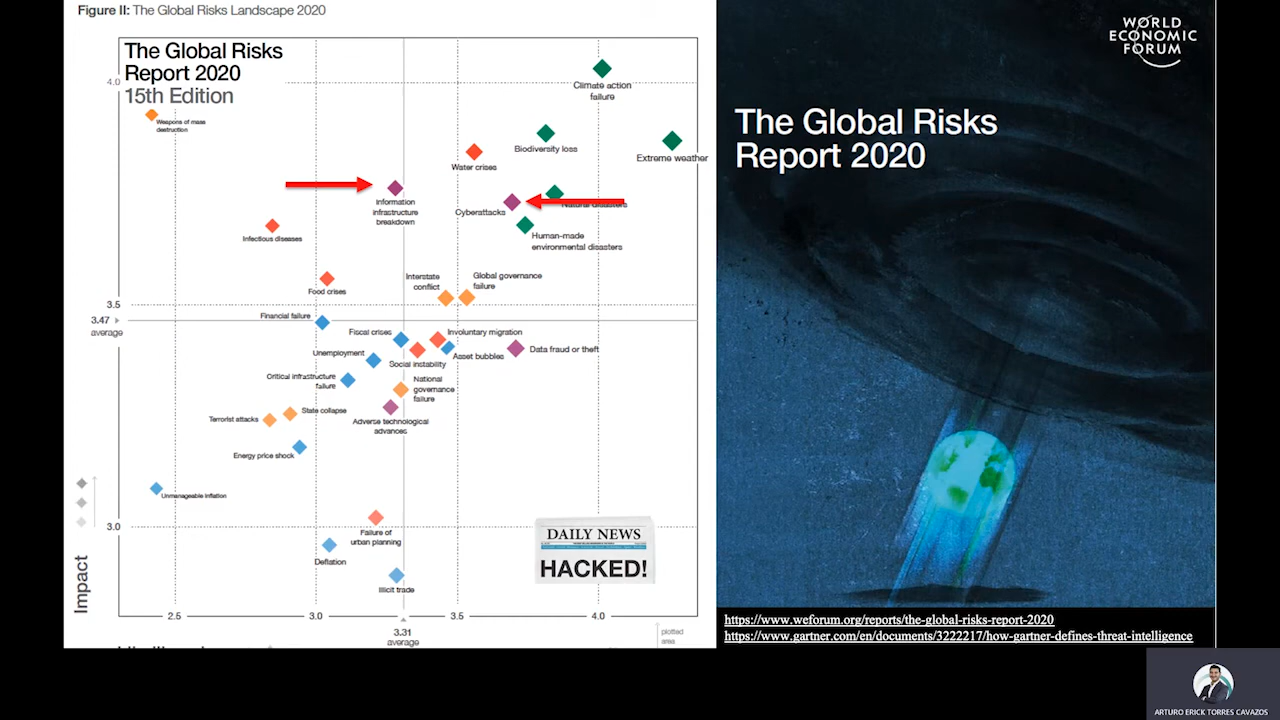 Figure II: The Global Risks Landscape 2020
The Global Risks
Report 2020
15th Edition
4.0
Weapons of mass
destruction
Climate action
failure
Biodiversity loss
Extreme weather
Water crises
Information
infrastructure
breakdown
Cyberattacks
Natural disasters
Human-made
environmental disasters
Infectious diseases
Interstate
conflict
Global governance
failure
Food crises
3.5
3.47
average
Financial failure
Fiscal crises
Involuntary migration
Unemployment
Social instability
Asset bubbles
Data fraud or theft
Critical infrastructure
failure
National
governance
failure
Terrorist attacks
State collapse
Adverse technological
advances
Energy price shock
Unmanageable inflation
3.0
Failure of
urban planning
Deflation
Illicit trade
Impact
2.5
3.0
3.5
4.0
3.31
average
plotted
area
DAILY NEWS
HACKED!
WORLD
ECONOMIC
FORUM
The Global Risks
Report 2020
https://www.weforum.org/reports/the-global-risks-report-2020
https://www.gartner.com/en/documents/3222217/how-gartner-defines-threat-intelligence
ARTURO ERICK TORRES CAVAZOS